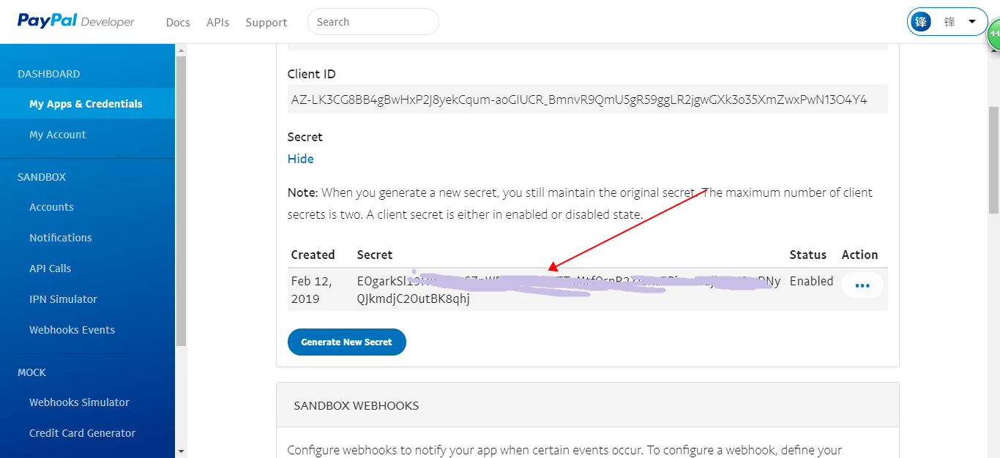 PayPal Developer
Docs APIs Support Search
锋 锋
44
DASHBOARD
My Apps & Credentials
My Account
SANDBOX
Accounts
Notifications
API Calls
IPN Simulator
Webhooks Events
MOCK
Webhooks Simulator
Credit Card Generator
Client ID
AZ-LK3CG8BB4gBwHxP2J8yekCqum-aoGIUCR_BmnvR9QmU5gR59ggLR2jgwGXk3o35XmZwxPwN13O4Y4
Secret
Hide
Note: When you generate a new secret, you still maintain the original secret. The maximum number of client
secrets is two. A client secret is either in enabled or disabled state.
Created Secret Status Action
Feb 12, Enabled
2019 QJkmdjC2OutBK8qhj
Generate New Secret
SANDBOX WEBHOOKS
Configure webhooks to notify your app when certain events occur. To configure a webhook, define your